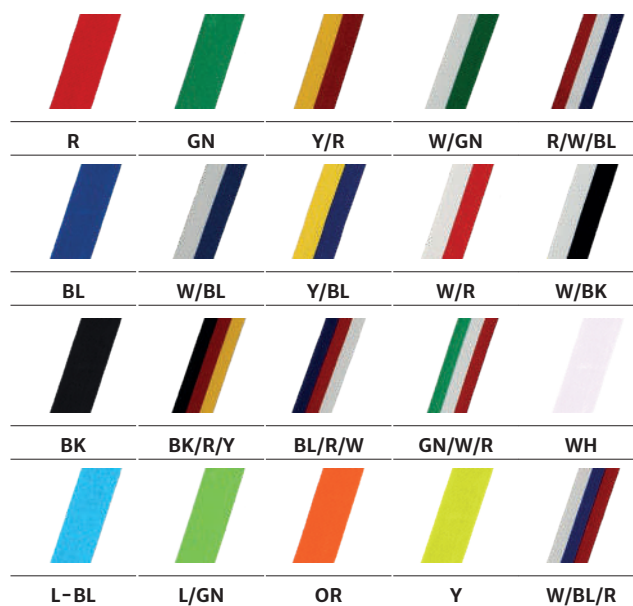 R GN Y/R W/GN R/W/BL
BL W/BL Y/BL W/R W/BK
BK BK/R/Y BL/R/W GN/W/R WH
L-BL L/GN OR Y W/BL/R